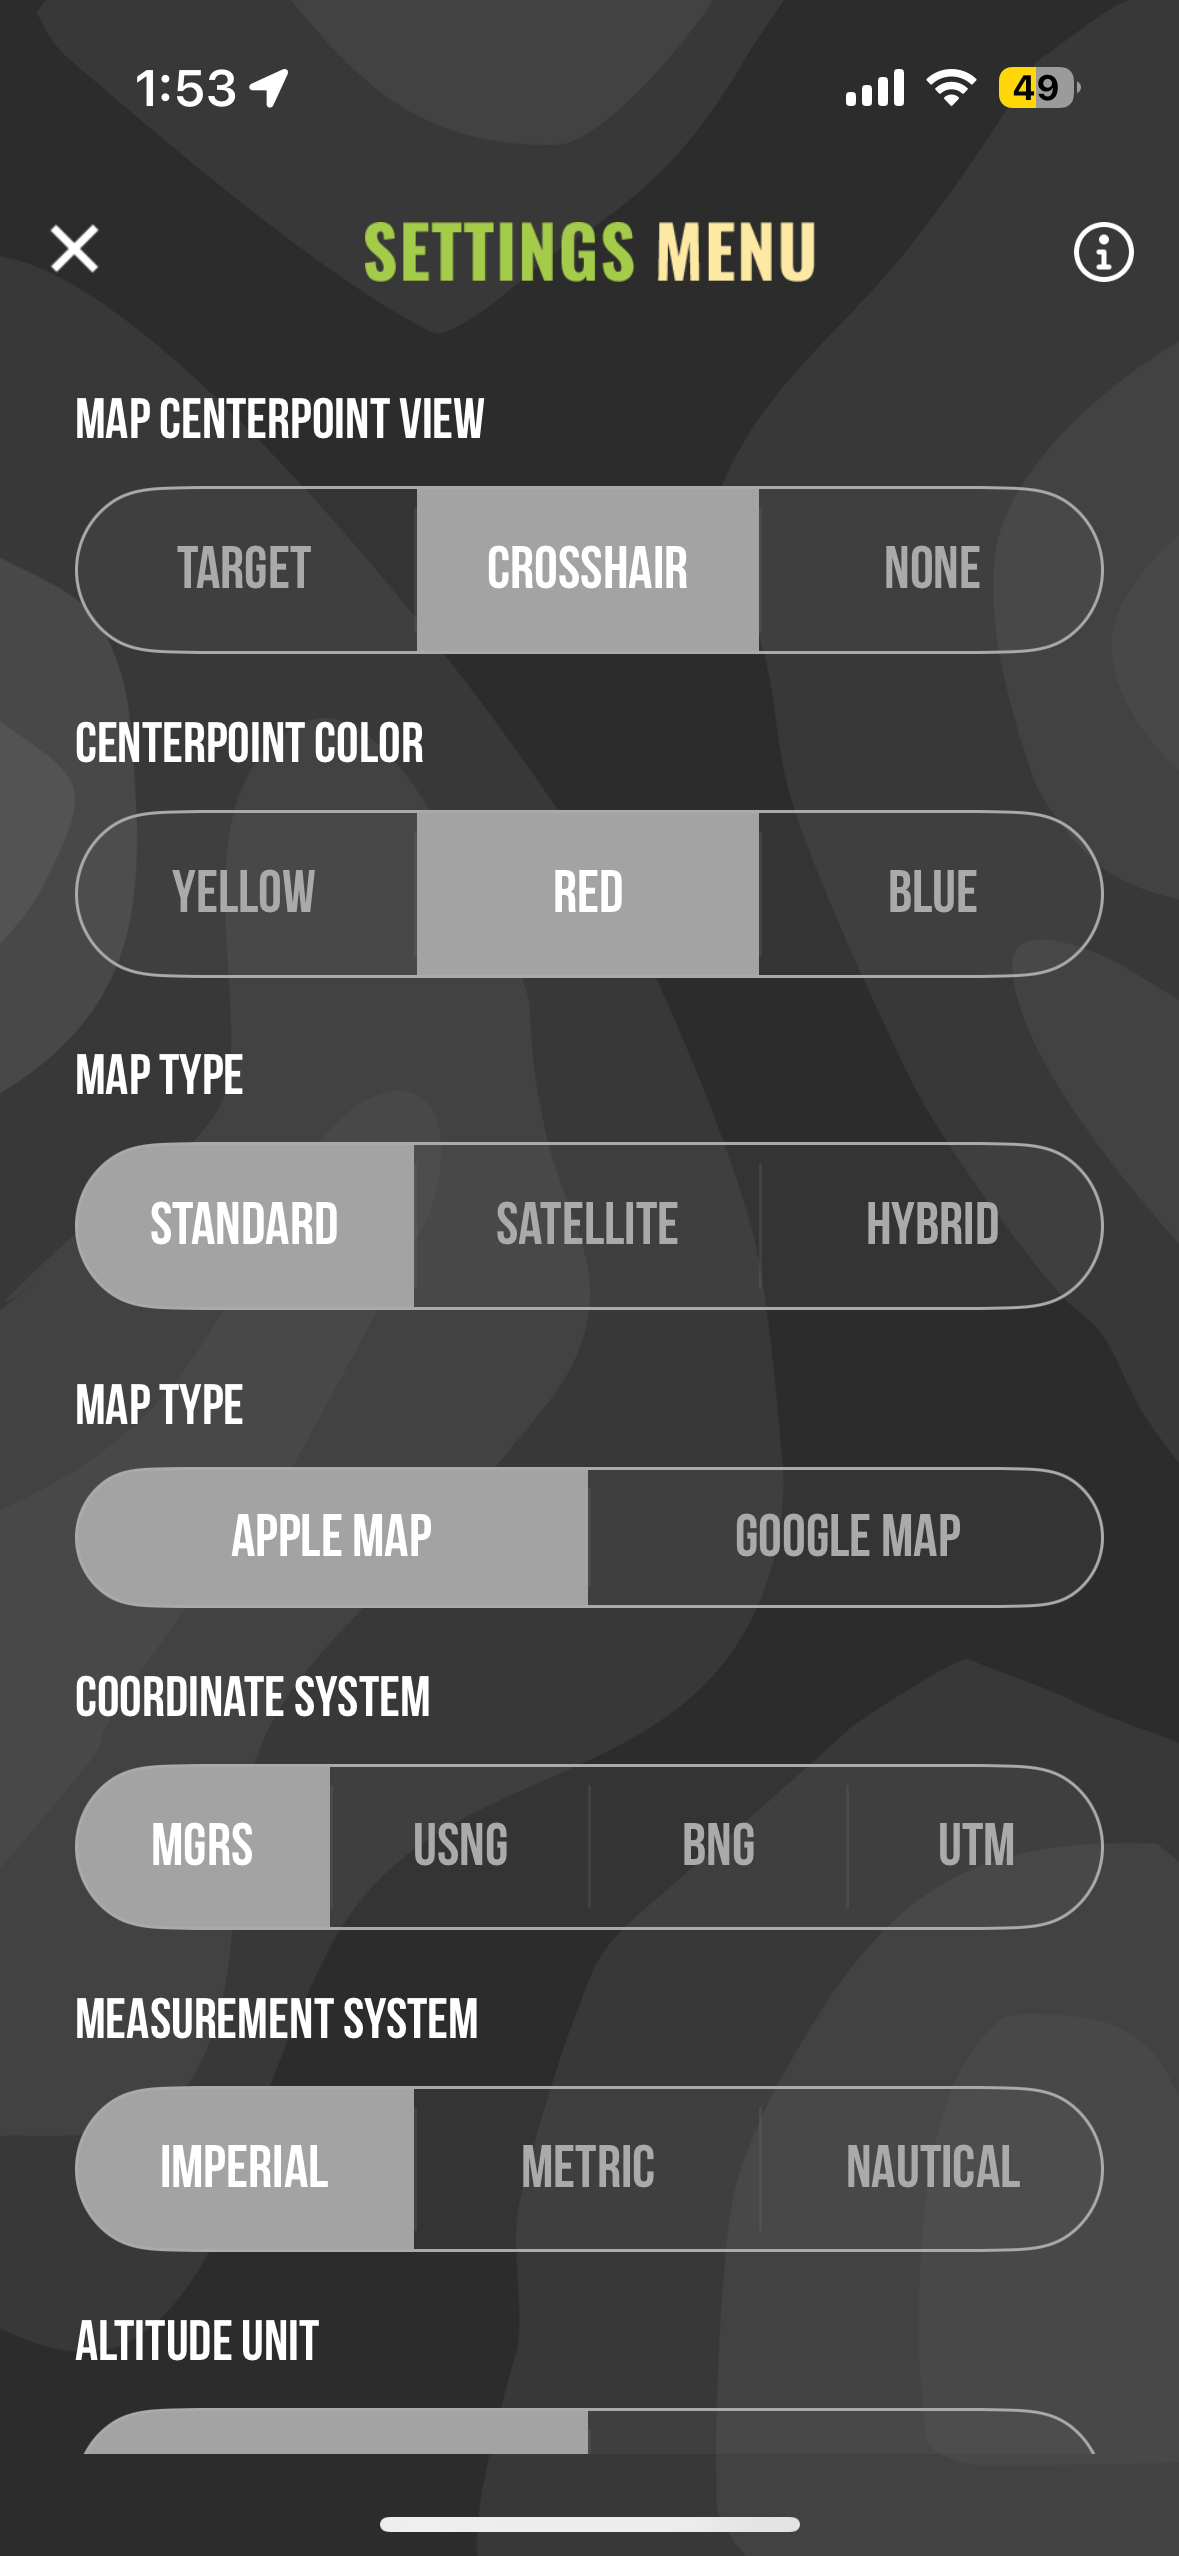 1:53
49
SETTINGS MENU
MAP CENTERPOINT VIEW
TARGET CROSSHAIR NONE
CENTERPOINT COLOR
YELLOW RED BLUE
MAP TYPE
STANDARD SATELLITE HYBRID
MAP TYPE
APPLE MAP GOOGLE MAP
COORDINATE SYSTEM
MGRS USNG BNG UTM
MEASUREMENT SYSTEM
IMPERIAL METRIC NAUTICAL
ALTITUDE UNIT